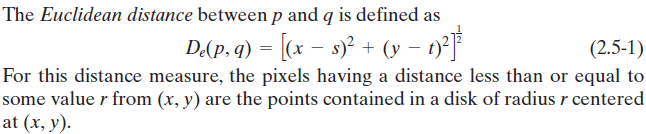 The Euclidean distance between p and q is defined as
Dₑ(p, q) = [(x − s)² + (y − t)²]^½ (2.5-1)
For this distance measure, the pixels having a distance less than or equal to
some value r from (x, y) are the points contained in a disk of radius r centered
at (x, y).